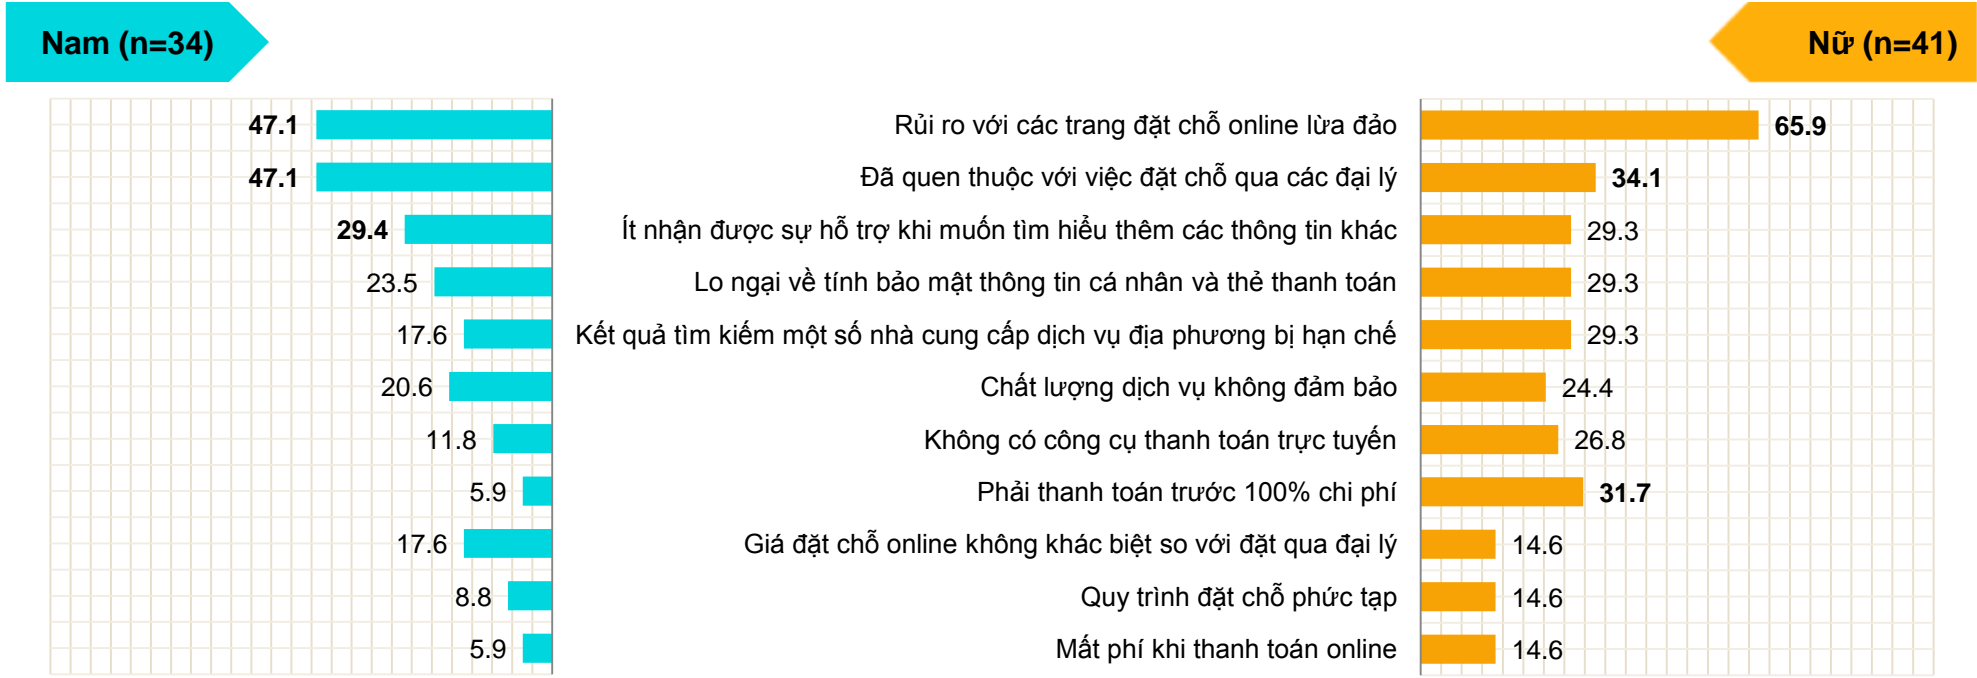 Nam (n=34)
Nữ (n=41)
47.1 Rủi ro với các trang đặt chỗ online lừa đảo 65.9
47.1 Đã quen thuộc với việc đặt chỗ qua các đại lý 34.1
29.4 Ít nhận được sự hỗ trợ khi muốn tìm hiểu thêm các thông tin khác 29.3
23.5 Lo ngại về tính bảo mật thông tin cá nhân và thẻ thanh toán 29.3
17.6 Kết quả tìm kiếm một số nhà cung cấp dịch vụ địa phương bị hạn chế 29.3
20.6 Chất lượng dịch vụ không đảm bảo 24.4
11.8 Không có công cụ thanh toán trực tuyến 26.8
5.9 Phải thanh toán trước 100% chi phí 31.7
17.6 Giá đặt chỗ online không khác biệt so với đặt qua đại lý 14.6
8.8 Quy trình đặt chỗ phức tạp 14.6
5.9 Mất phí khi thanh toán online 14.6